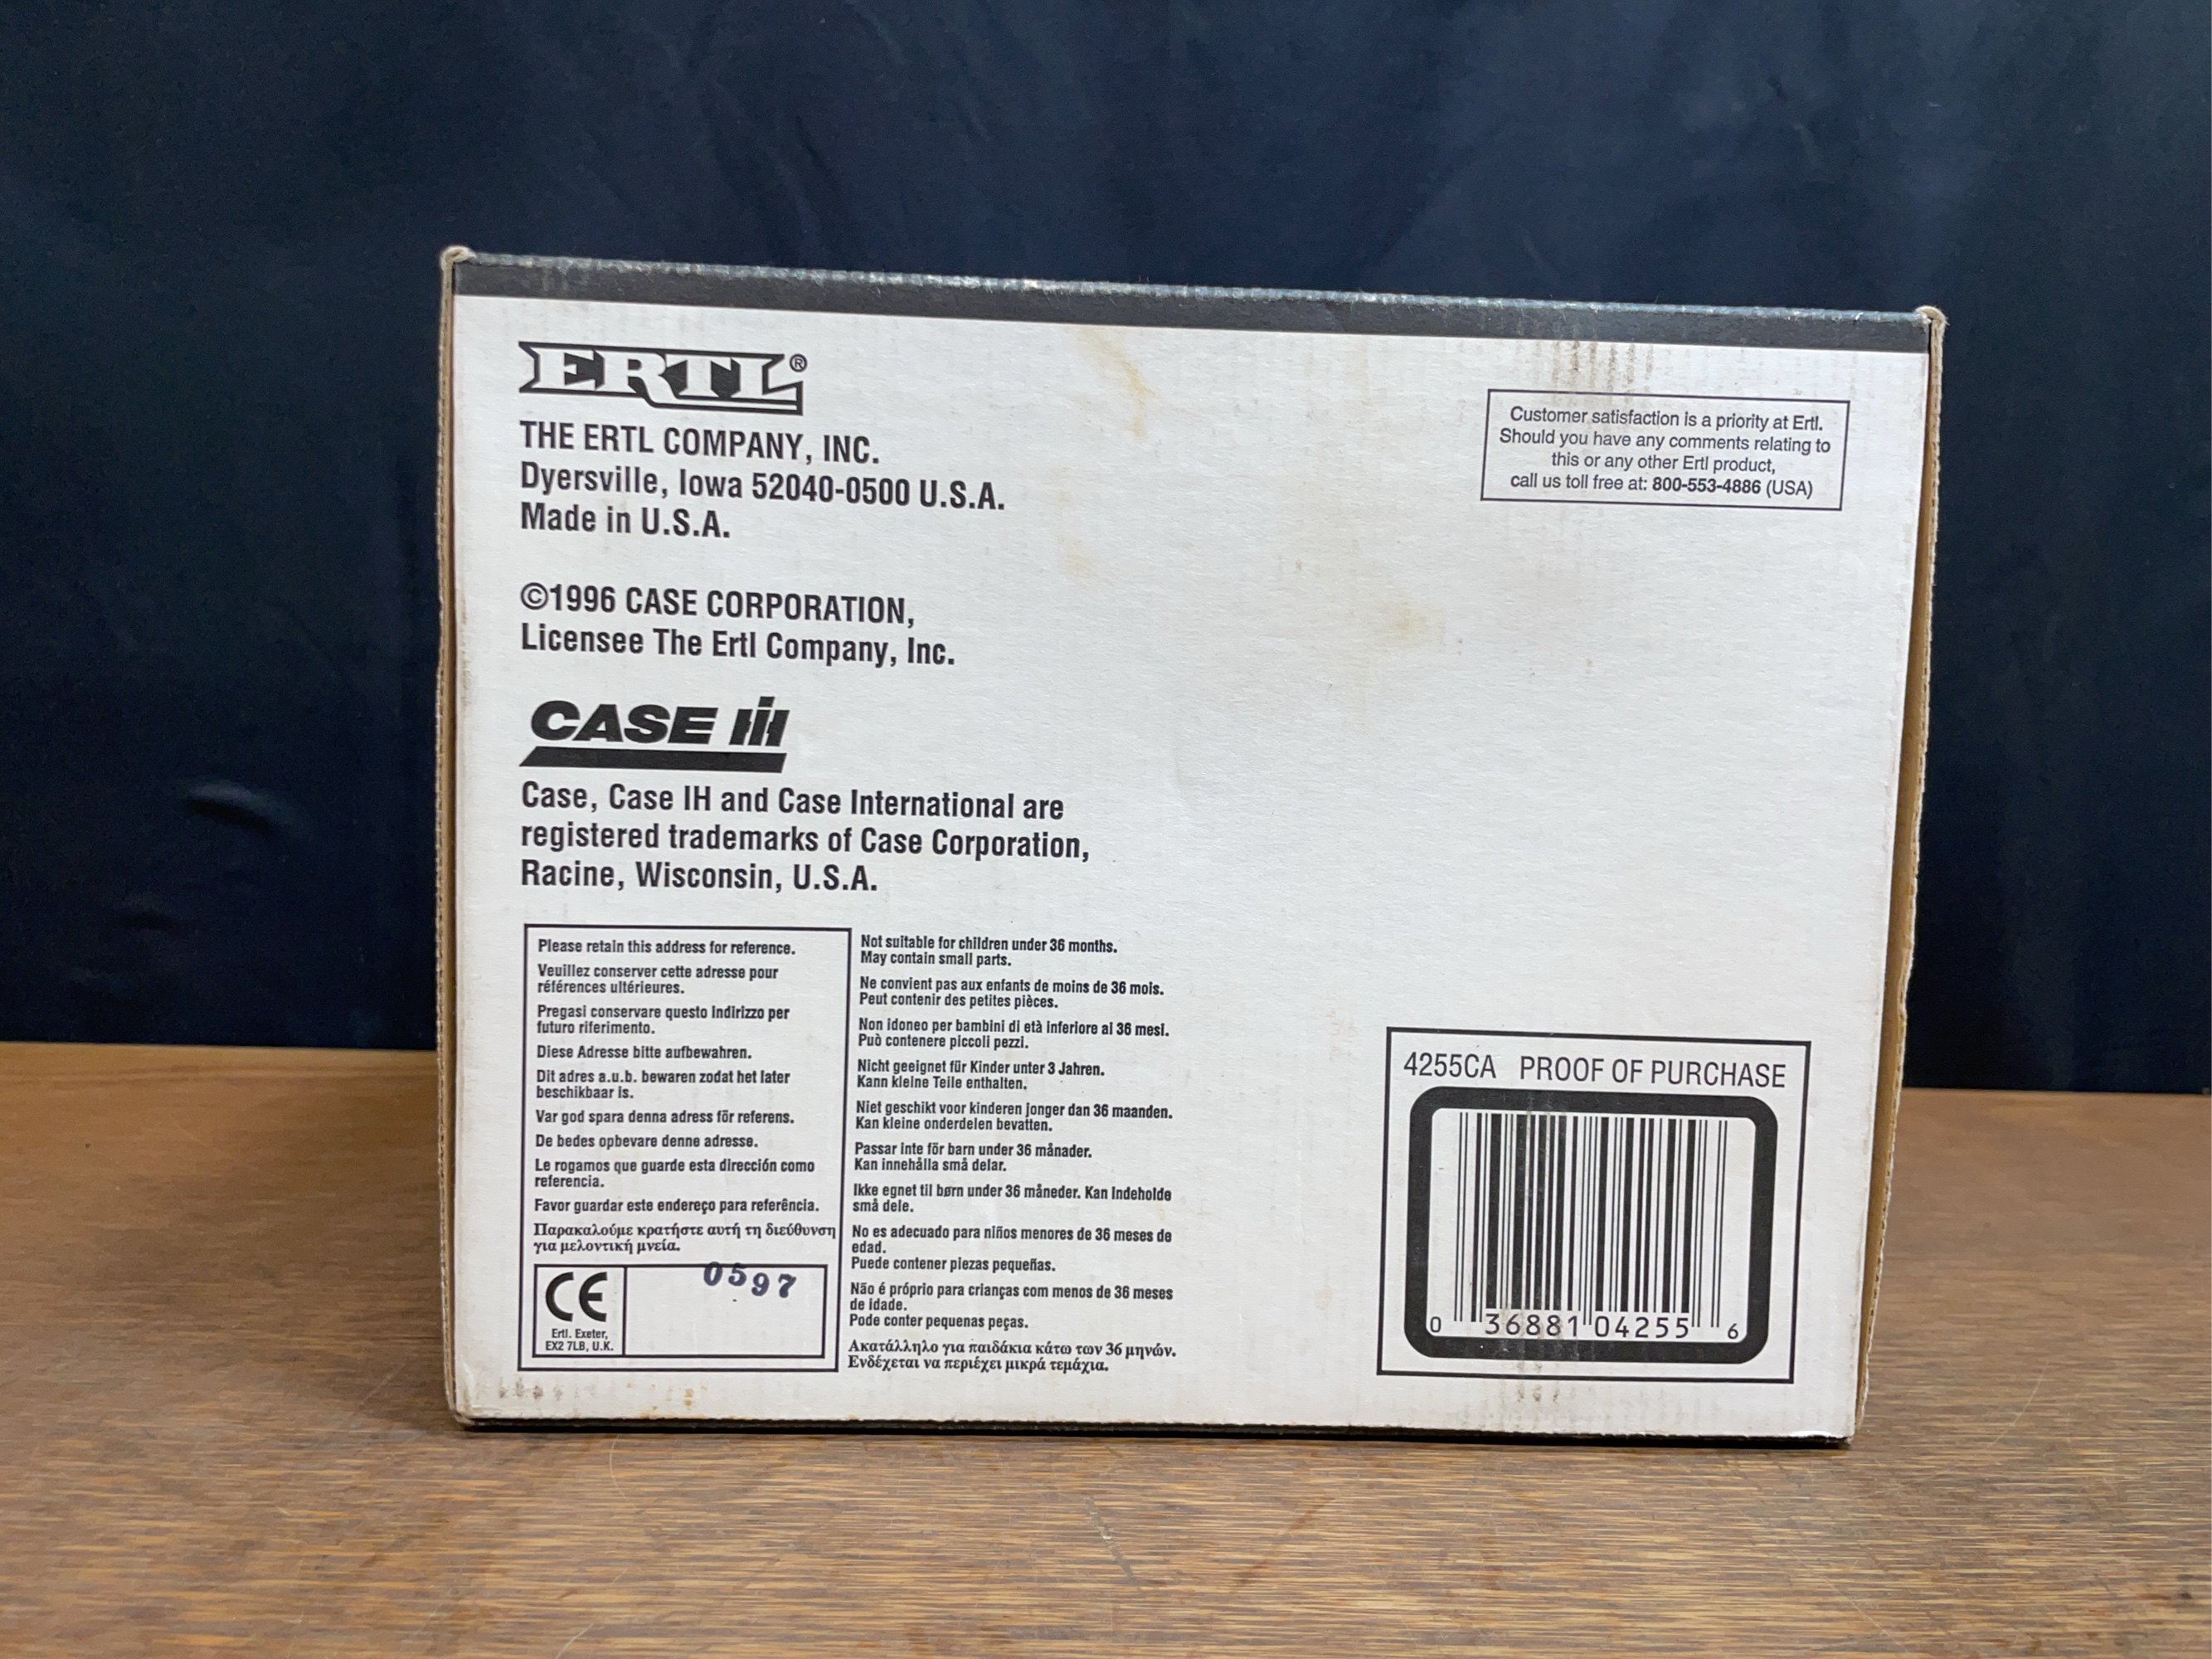 ERTL®
THE ERTL COMPANY, INC.
Dyersville, Iowa 52040-0500 U.S.A.
Made in U.S.A.
©1996 CASE CORPORATION,
Licensee The Ertl Company, Inc.
CASE IH
Case, Case IH and Case International are
registered trademarks of Case Corporation,
Racine, Wisconsin, U.S.A.
Customer satisfaction is a priority at Ertl.
Should you have any comments relating to
this or any other Ertl product,
call us toll free at: 800-553-4886 (USA)
Please retain this address for reference.
Veuillez conserver cette adresse pour
références ultérieures.
Pregasi conservare questo indirizzo per
futuro riferimento.
Diese Adresse bitte aufbewahren.
Dit adres a.u.b. bewaren zodat het later
beschikbaar is.
Var god spara denna adress för referens.
De bedes opbevare denne adresse.
Le rogamos que guarde esta dirección como
referencia.
Favor guardar este endereço para referência.
Παρακαλούμε κρατήστε αυτή τη διεύθυνση
για μελοντική μνεία.
CE
Ertl. Exeter,
EX2 7LB, U.K.
0597
Not suitable for children under 36 months.
May contain small parts.
Ne convient pas aux enfants de moins de 36 mois.
Peut contenir des petites pièces.
Non idoneo per bambini di età inferiore ai 36 mesi.
Può contenere piccoli pezzi.
Nicht geeignet für Kinder unter 3 Jahren.
Kann kleine Teile enthalten.
Niet geschikt voor kinderen jonger dan 36 maanden.
Kan kleine onderdelen bevatten.
Passar inte för barn under 36 månader.
Kan innehålla små delar.
Ikke egnet til børn under 36 måneder. Kan indeholde
små dele.
No es adecuado para niños menores de 36 meses de
edad.
Puede contener piezas pequeñas.
Não é próprio para crianças com menos de 36 meses
de idade.
Pode conter pequenas peças.
Ακατάλληλο για παιδάκια κάτω των 36 μηνών.
Ενδέχεται να περιέχει μικρά τεμάχια.
4255CA PROOF OF PURCHASE
0 36881 04255 6